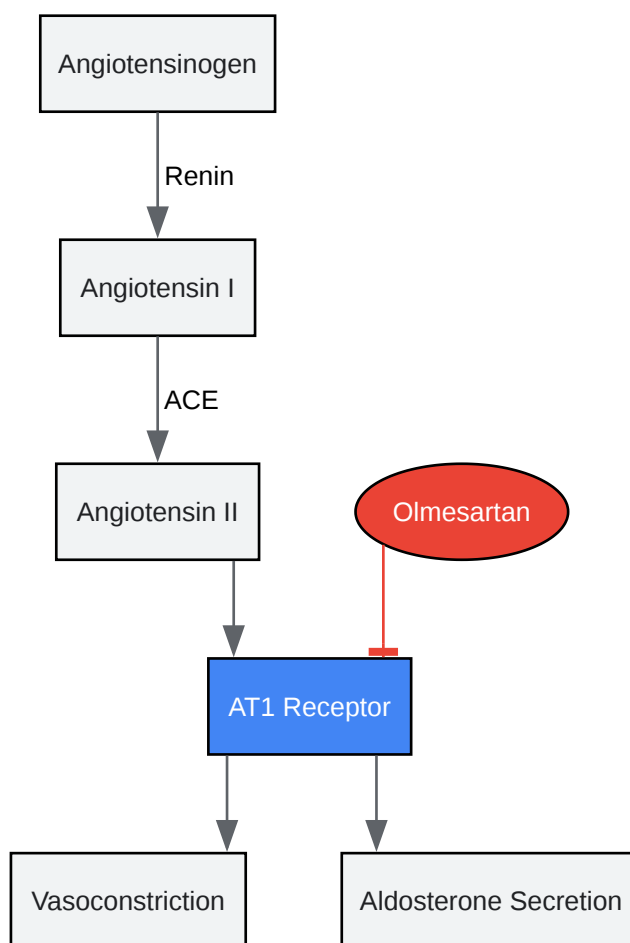 Angiotensinogen
Renin
Angiotensin I
ACE
Angiotensin II
Olmesartan
AT1 Receptor
Vasoconstriction
Aldosterone Secretion